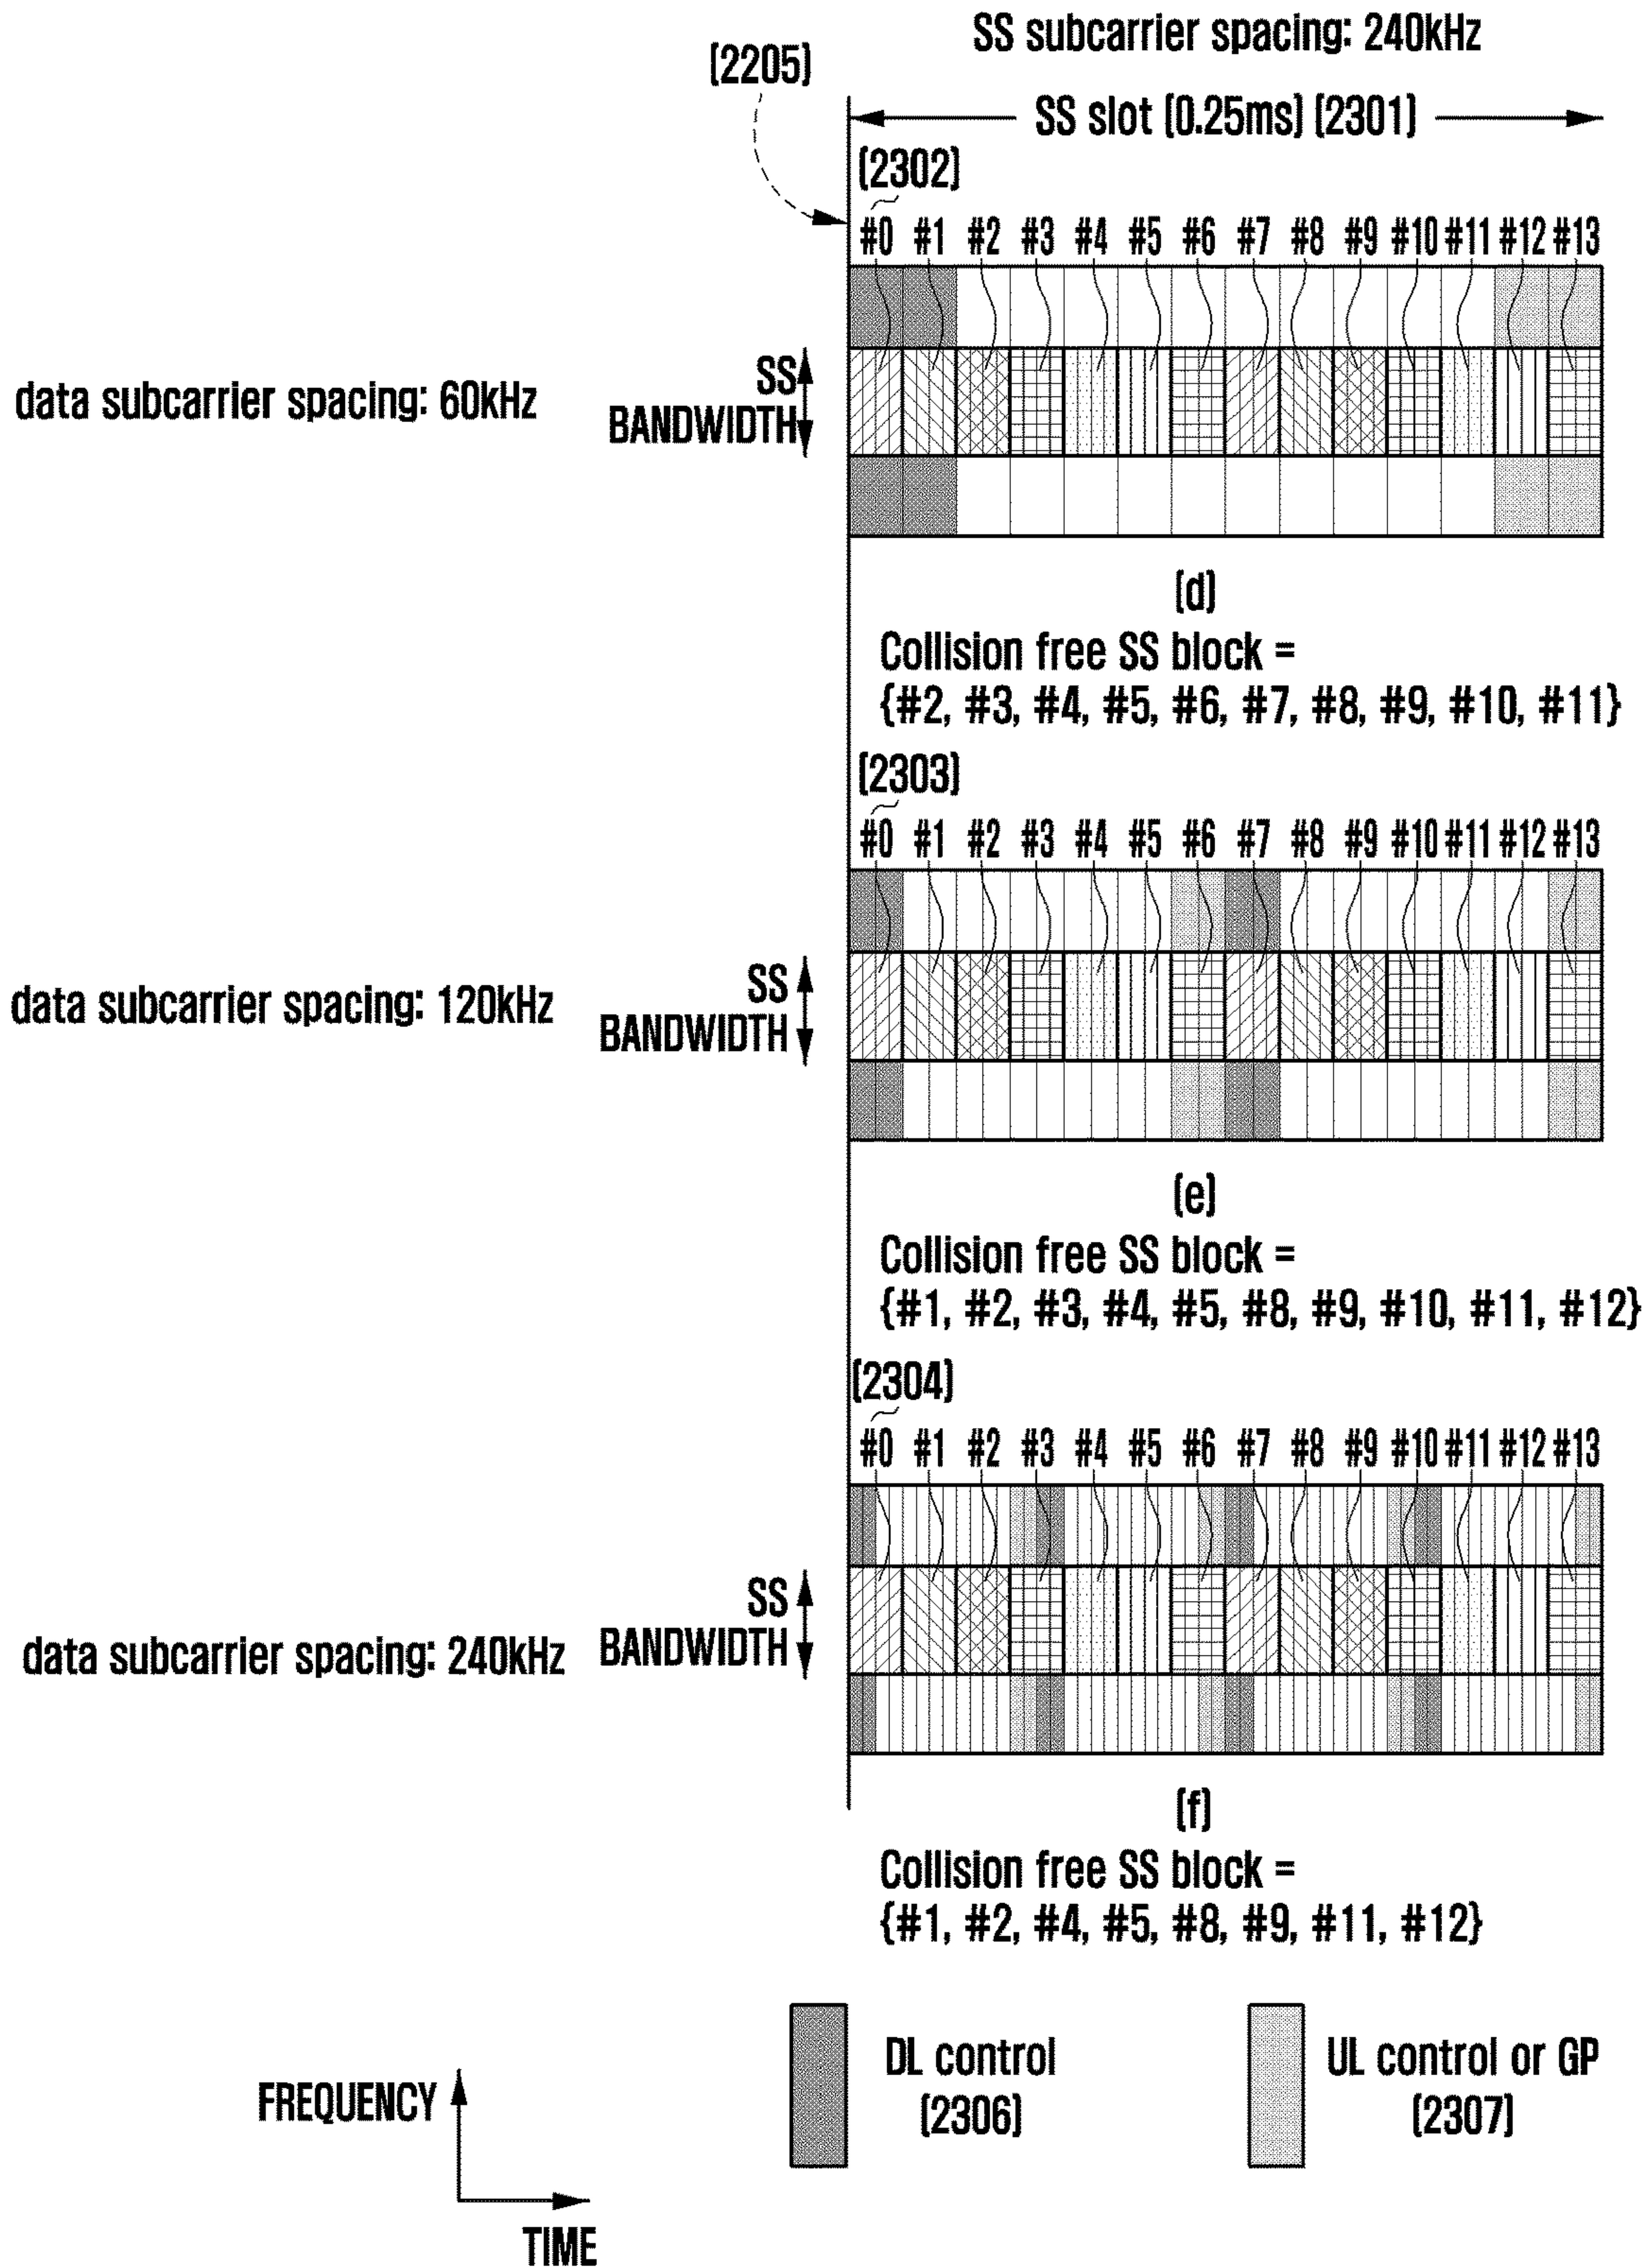 SS subcarrier spacing: 240kHz
(2205)
SS slot (0.25ms) (2301)
(2302)
#0 #1 #2 #3 #4 #5 #6 #7 #8 #9 #10 #11 #12 #13
data subcarrier spacing: 60kHz
SS
BANDWIDTH
(d)
Collision free SS block =
{#2, #3, #4, #5, #6, #7, #8, #9, #10, #11}
(2303)
#0 #1 #2 #3 #4 #5 #6 #7 #8 #9 #10 #11 #12 #13
data subcarrier spacing: 120kHz
SS
BANDWIDTH
(e)
Collision free SS block =
{#1, #2, #3, #4, #5, #8, #9, #10, #11, #12}
(2304)
#0 #1 #2 #3 #4 #5 #6 #7 #8 #9 #10 #11 #12 #13
data subcarrier spacing: 240kHz
SS
BANDWIDTH
(f)
Collision free SS block =
{#1, #2, #4, #5, #8, #9, #11, #12}
DL control
(2306)
UL control or GP
(2307)
FREQUENCY
TIME